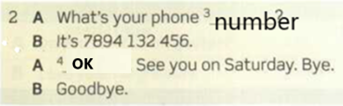 2 A What's your phone ³ number?
B It's 7894 132 456.
A ⁴ OK See you on Saturday. Bye.
B Goodbye.